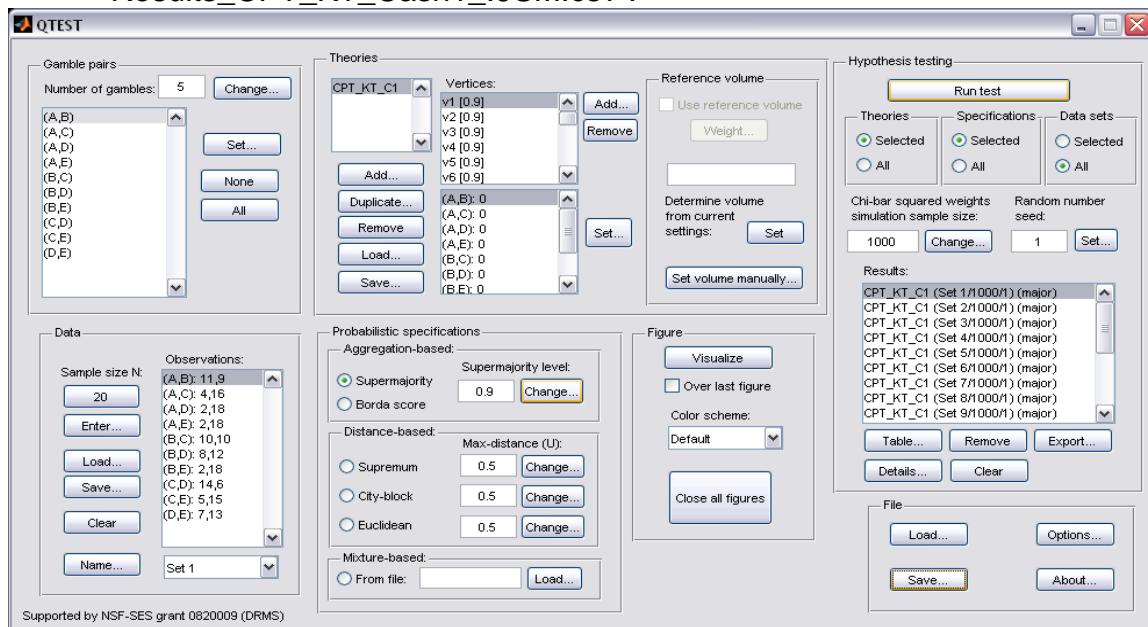 QTEST
Gamble pairs
Number of gambles: 5 Change...
(A,B)
(A,C)
(A,D)
(A,E)
(B,C)
(B,D)
(B,E)
(C,D)
(C,E)
(D,E)
Set...
None
All
Theories
CPT_KT_C1
Add...
Duplicate...
Remove
Load...
Save...
Vertices:
v1 [0.9]
v2 [0.9]
v3 [0.9]
v4 [0.9]
v5 [0.9]
v6 [0.9]
Add...
Remove
(A,B): 0
(A,C): 0
(A,D): 0
(A,E): 0
(B,C): 0
(B,D): 0
(B,E): 0
Set...
Reference volume
Use reference volume
Weight...
Determine volume
from current
settings: Set
Set volume manually...
Hypothesis testing
Run test
Theories
Selected
All
Specifications
Selected
All
Data sets
Selected
All
Chi-bar squared weights
simulation sample size:
1000 Change...
Random number
seed:
1 Set...
Results:
CPT_KT_C1 (Set 1/1000/1) (major)
CPT_KT_C1 (Set 2/1000/1) (major)
CPT_KT_C1 (Set 3/1000/1) (major)
CPT_KT_C1 (Set 4/1000/1) (major)
CPT_KT_C1 (Set 5/1000/1) (major)
CPT_KT_C1 (Set 6/1000/1) (major)
CPT_KT_C1 (Set 7/1000/1) (major)
CPT_KT_C1 (Set 8/1000/1) (major)
CPT_KT_C1 (Set 9/1000/1) (major)
Table... Remove Export...
Details... Clear
Data
Sample size N:
20
Enter...
Load...
Save...
Clear
Name...
Observations:
(A,B): 11,9
(A,C): 4,16
(A,D): 2,18
(A,E): 2,18
(B,C): 10,10
(B,D): 8,12
(B,E): 2,18
(C,D): 14,6
(C,E): 5,15
(D,E): 7,13
Set 1
Probabilistic specifications
Aggregation-based:
Supermajority level:
Supermajority 0.9 Change...
Borda score
Distance-based:
Max-distance (U):
Supremum 0.5 Change...
City-block 0.5 Change...
Euclidean 0.5 Change...
Mixture-based:
From file: Load...
Figure
Visualize
Over last figure
Color scheme:
Default
Close all figures
File
Load... Options...
Save... About...
Supported by NSF-SES grant 0820009 (DRMS)